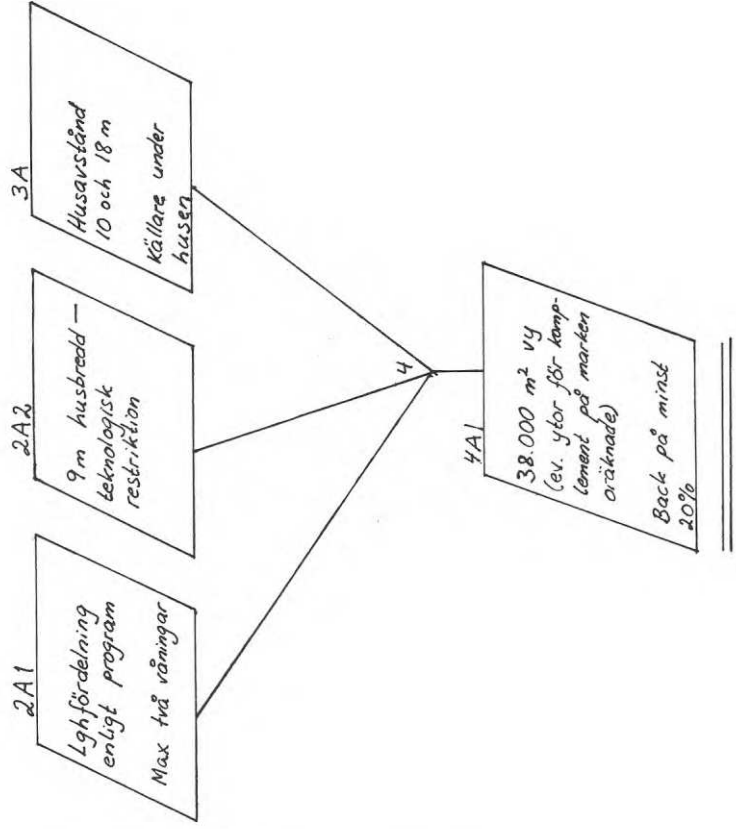 2A1
Lghfördelning
enligt program
Max två våningar
2A2
9m husbredd —
teknologisk
restriktion
3A
Husavstånd
10 och 18 m
Källare under
husen
4
4A1
38.000 m² vy
(ev. ytor för komp-
lement på marken
oräknade)
Back på minst
20%